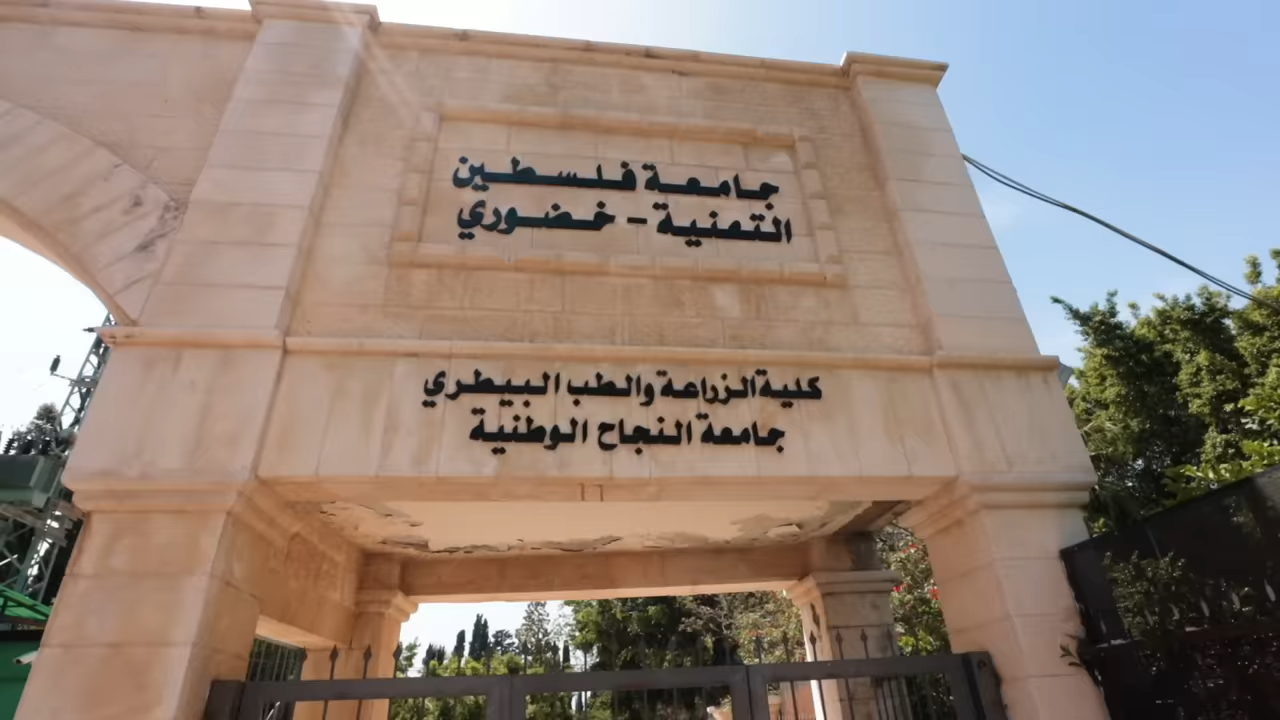 جامعة فلسطين
التقنية - خضوري
كلية الزراعة والطب البيطري
جامعة النجاح الوطنية